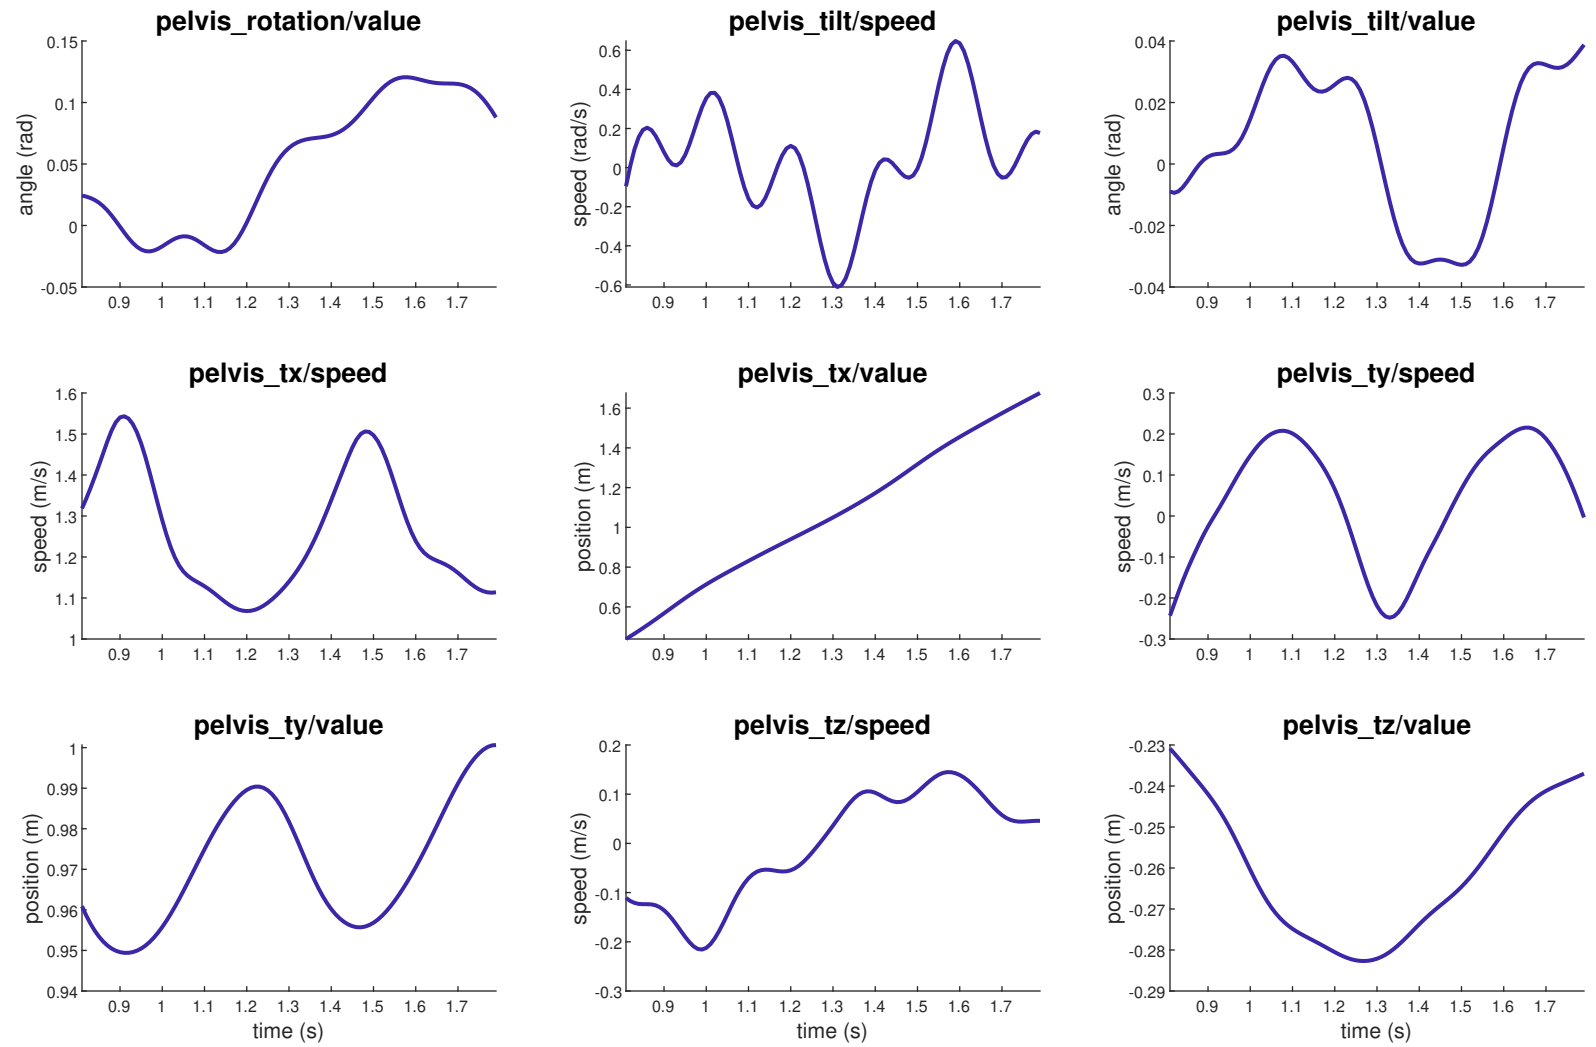 pelvis_rotation/value
0.15
0.1
0.05
0
-0.05
angle (rad)
0.9 1 1.1 1.2 1.3 1.4 1.5 1.6 1.7
pelvis_tilt/speed
0.6
0.4
0.2
0
-0.2
-0.4
-0.6
speed (rad/s)
0.9 1 1.1 1.2 1.3 1.4 1.5 1.6 1.7
pelvis_tilt/value
0.04
0.02
0
-0.02
-0.04
angle (rad)
0.9 1 1.1 1.2 1.3 1.4 1.5 1.6 1.7
pelvis_tx/speed
1.6
1.5
1.4
1.3
1.2
1.1
1
speed (m/s)
0.9 1 1.1 1.2 1.3 1.4 1.5 1.6 1.7
pelvis_tx/value
1.6
1.4
1.2
1
0.8
0.6
position (m)
0.9 1 1.1 1.2 1.3 1.4 1.5 1.6 1.7
pelvis_ty/speed
0.3
0.2
0.1
0
-0.1
-0.2
-0.3
speed (m/s)
0.9 1 1.1 1.2 1.3 1.4 1.5 1.6 1.7
pelvis_ty/value
1
0.99
0.98
0.97
0.96
0.95
0.94
position (m)
0.9 1 1.1 1.2 1.3 1.4 1.5 1.6 1.7
time (s)
pelvis_tz/speed
0.2
0.1
0
-0.1
-0.2
-0.3
speed (m/s)
0.9 1 1.1 1.2 1.3 1.4 1.5 1.6 1.7
time (s)
pelvis_tz/value
-0.23
-0.24
-0.25
-0.26
-0.27
-0.28
-0.29
position (m)
0.9 1 1.1 1.2 1.3 1.4 1.5 1.6 1.7
time (s)